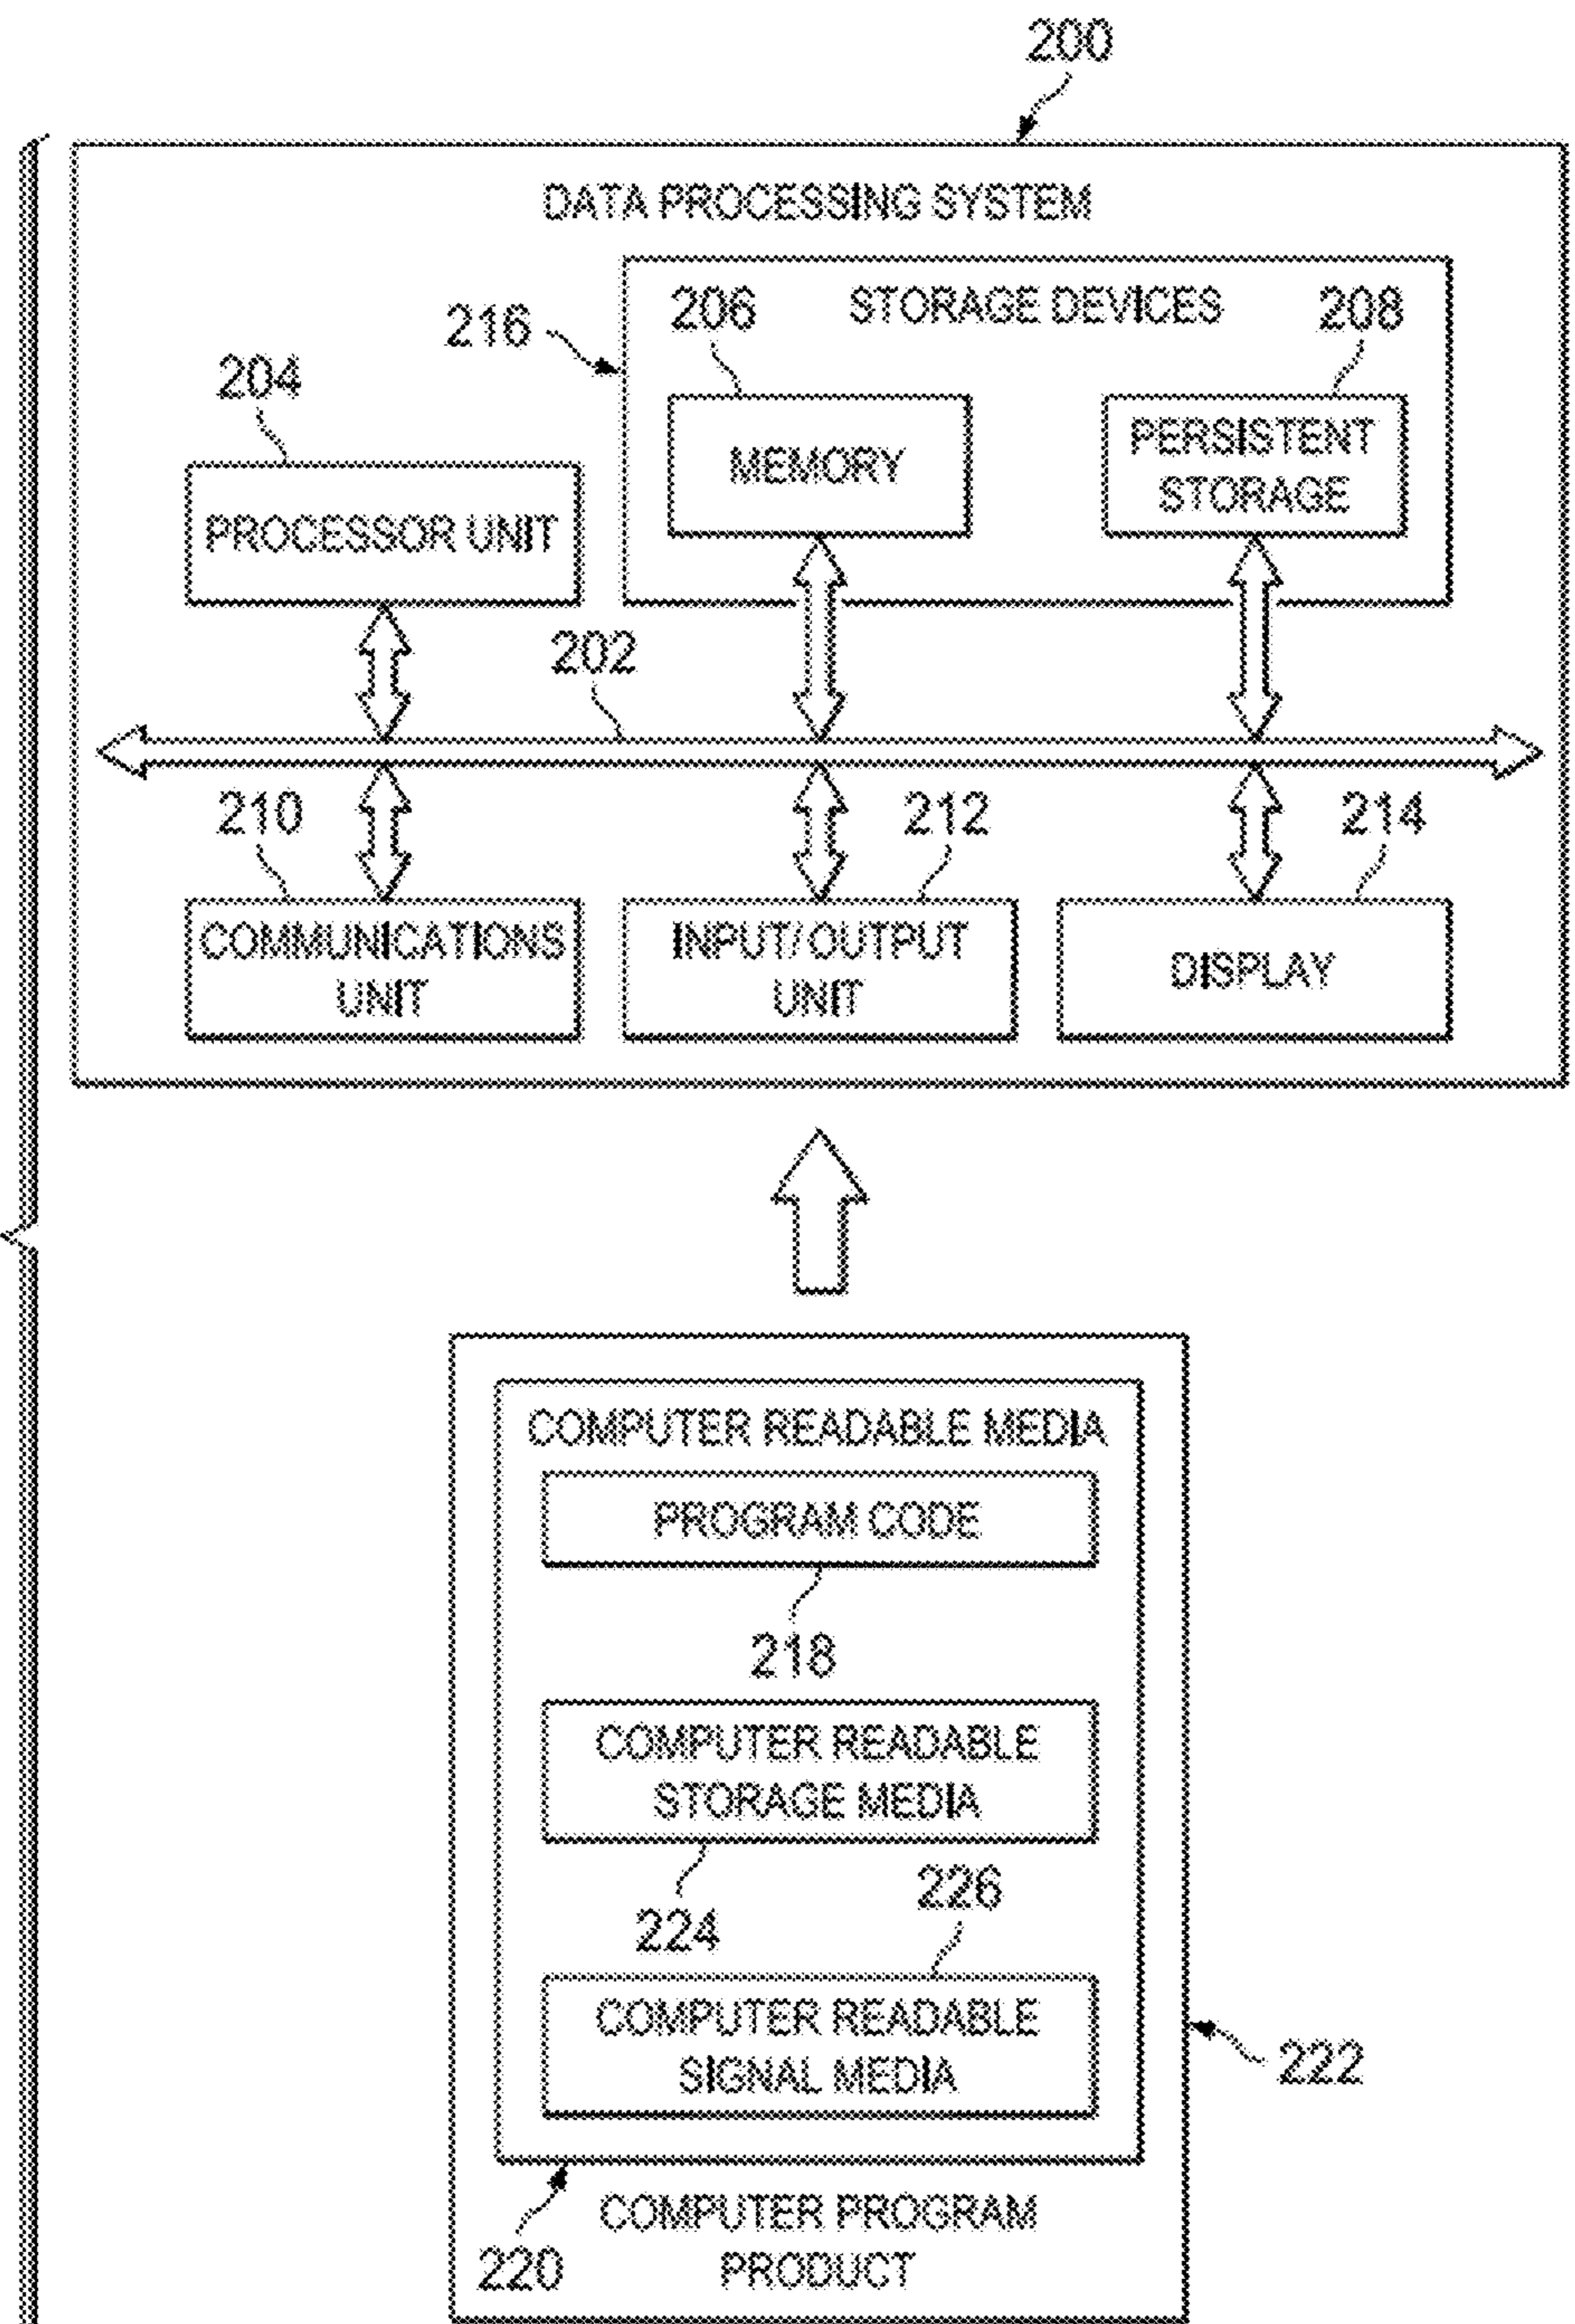 200
DATA PROCESSING SYSTEM
216
206
STORAGE DEVICES
208
204
MEMORY
PERSISTENT
STORAGE
PROCESSOR UNIT
202
210
212
214
COMMUNICATIONS
UNIT
INPUT/OUTPUT
UNIT
DISPLAY
COMPUTER READABLE MEDIA
PROGRAM CODE
218
COMPUTER READABLE
STORAGE MEDIA
224
226
COMPUTER READABLE
SIGNAL MEDIA
222
220
COMPUTER PROGRAM
PRODUCT